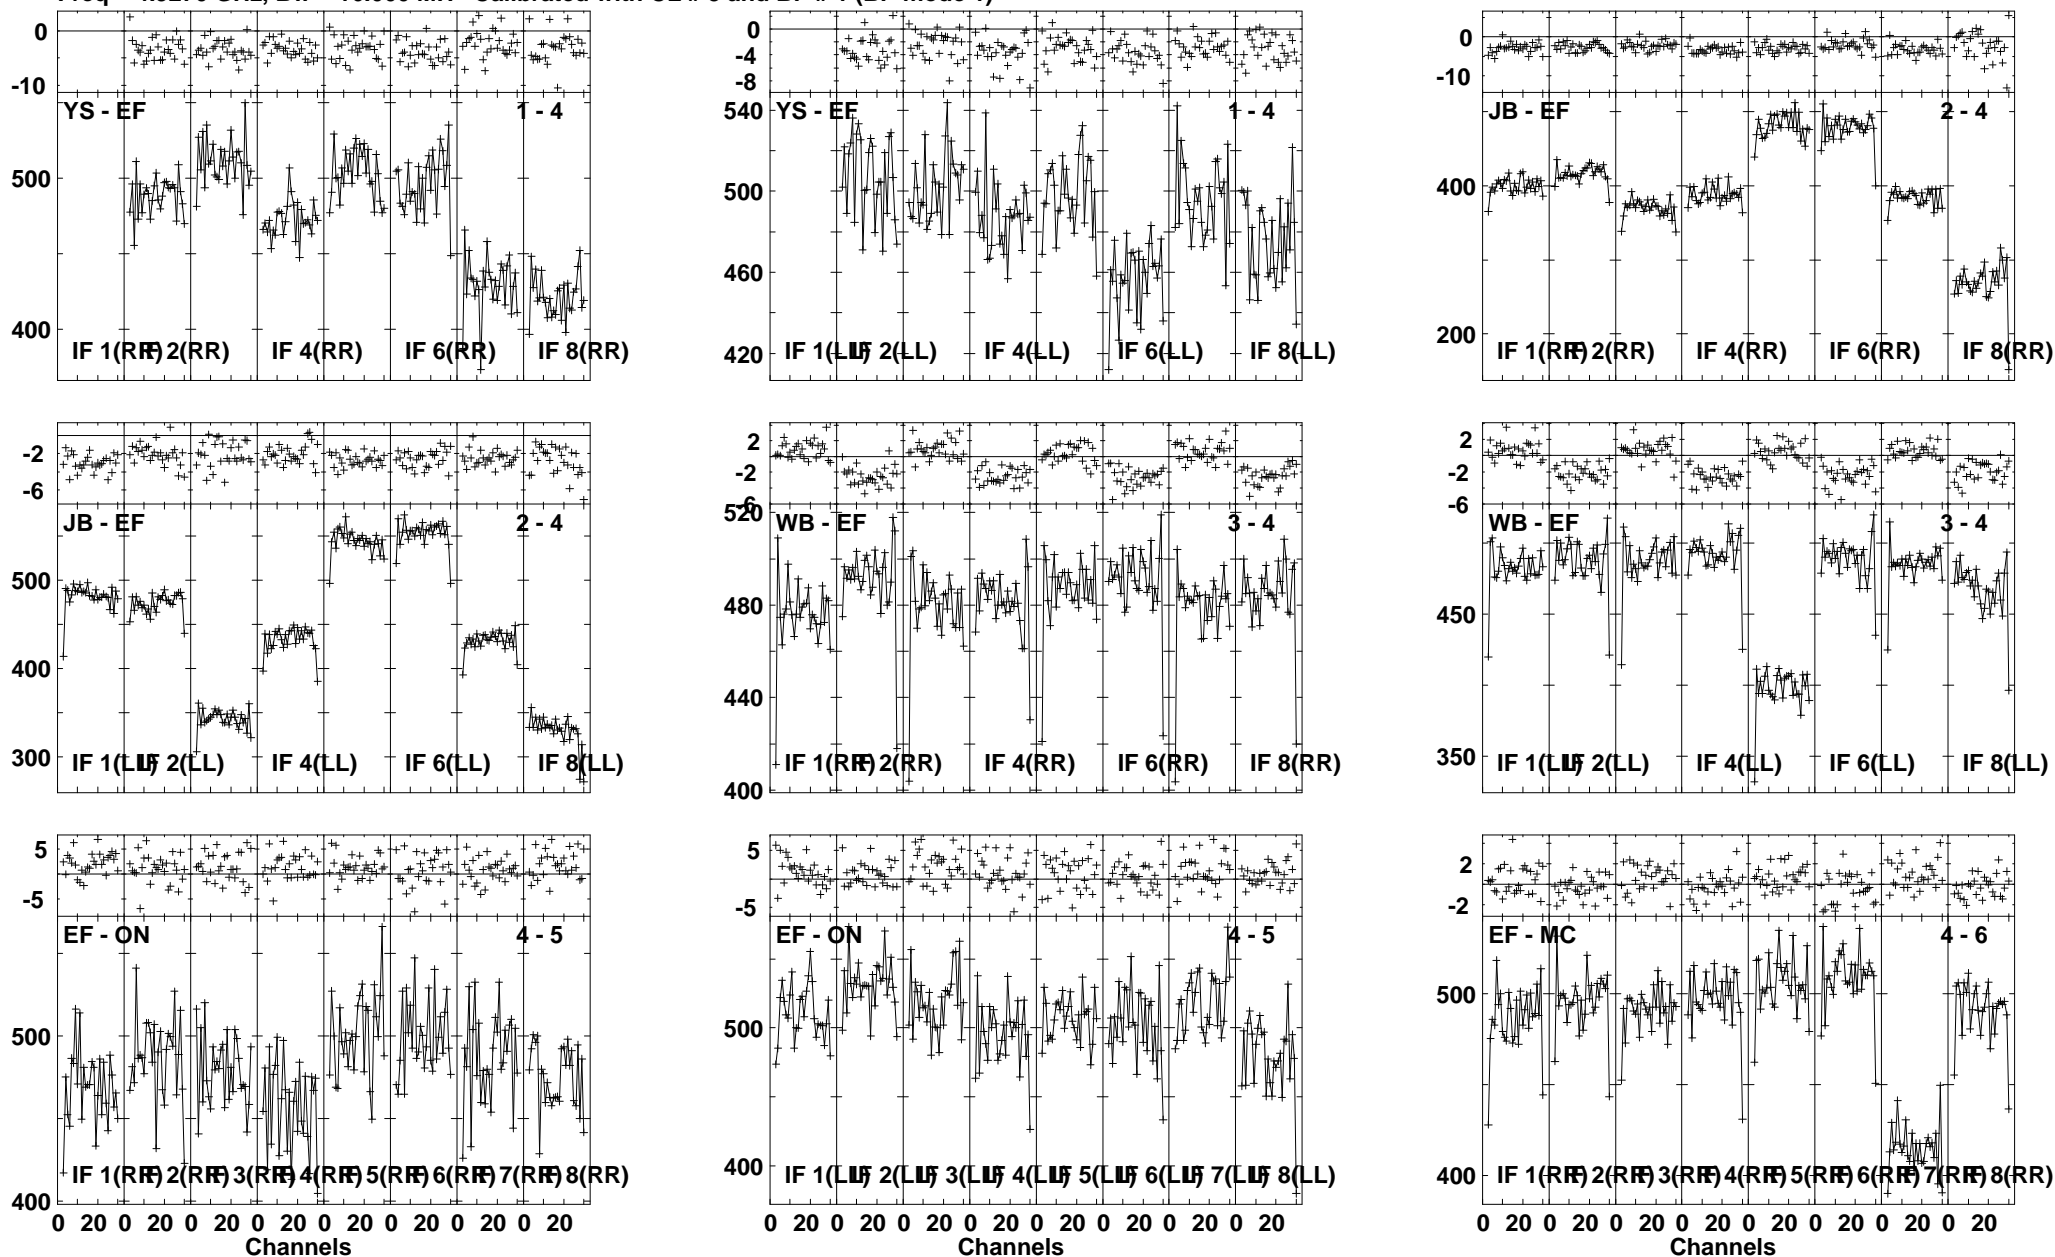 0
-10
YS - EF 1 - 4
500
400
IF 1(RR) IF 2(RR) IF 4(RR) IF 6(RR) IF 8(RR)
0
-4
-8
YS - EF 1 - 4
540
500
460
420
IF 1(LL) IF 2(LL) IF 4(LL) IF 6(LL) IF 8(LL)
0
-10
JB - EF 2 - 4
400
200
IF 1(RR) IF 2(RR) IF 4(RR) IF 6(RR) IF 8(RR)
-2
-6
JB - EF 2 - 4
500
400
300
IF 1(LL) IF 2(LL) IF 4(LL) IF 6(LL) IF 8(LL)
2
-2
-6
WB - EF 3 - 4
520
480
440
400
IF 1(RR) IF 2(RR) IF 4(RR) IF 6(RR) IF 8(RR)
2
-2
-6
WB - EF 3 - 4
450
350
IF 1(LL) IF 2(LL) IF 4(LL) IF 6(LL) IF 8(LL)
5
-5
EF - ON 4 - 5
500
400
IF 1(RR) IF 2(RR) IF 3(RR) IF 4(RR) IF 5(RR) IF 6(RR) IF 7(RR) IF 8(RR)
0 20 0 20 0 20 0 20 0 20 0 20 0 20 0 20
Channels
5
-5
EF - ON 4 - 5
500
400
IF 1(LL) IF 2(LL) IF 3(LL) IF 4(LL) IF 5(LL) IF 6(LL) IF 7(LL) IF 8(LL)
0 20 0 20 0 20 0 20 0 20 0 20 0 20 0 20
Channels
2
-2
EF - MC 4 - 6
500
400
IF 1(RR) IF 2(RR) IF 3(RR) IF 4(RR) IF 5(RR) IF 6(RR) IF 7(RR) IF 8(RR)
0 20 0 20 0 20 0 20 0 20 0 20 0 20 0 20
Channels